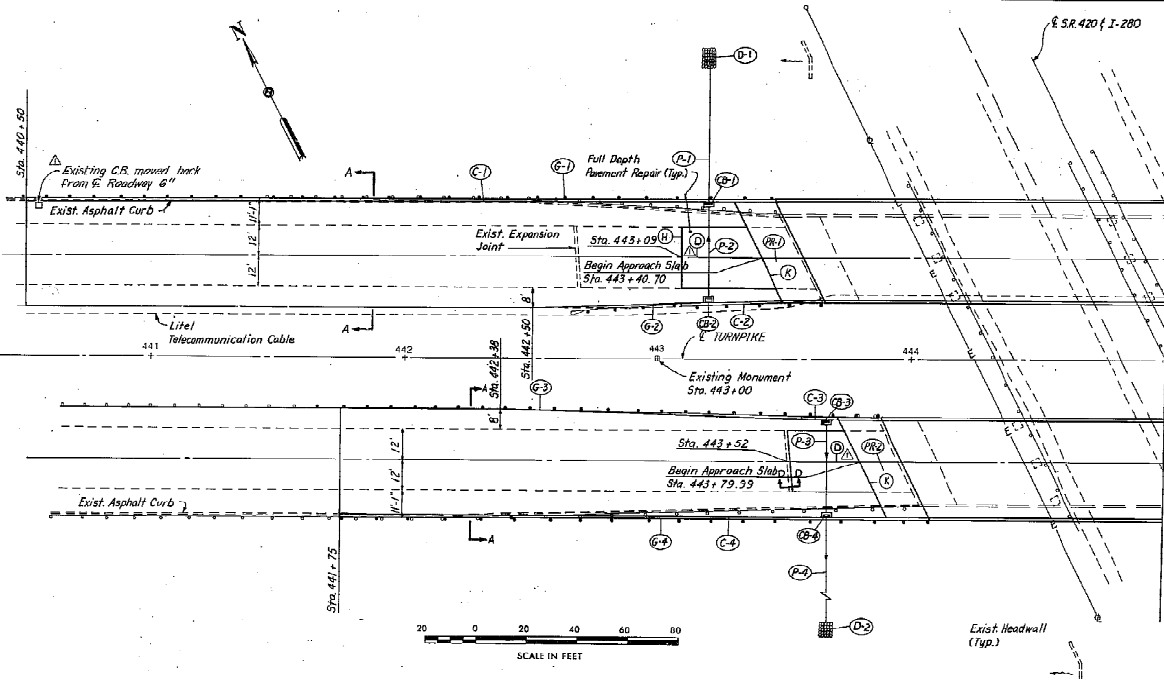 N
℄ S.R. 420 & I-280
D-1
Sta. 440+50
Existing C.B. moved back
from ℄ Roadway 6"
Exist. Asphalt Curb
A
C-1
G-1
Full Depth
Pavement Repair (Typ.)
P-1
CB-1
11'-1"
12'
12'
Exist. Expansion
Joint
Sta. 443+09
H
D
1
P-2
PR-1
Begin Approach Slab
Sta. 443+40.70
K
8'
Litel
Telecommunication Cable
A
G-2
CB-2
C-2
℄ TURNPIKE
441
442
443
444
Sta. 442+38
Sta. 442+50
Existing Monument
Sta. 443+00
A
G-3
C-3
CB-3
8'
12'
12'
11'-1"
Sta. 443+52
P-3
D
1
PR-2
Begin Approach Slab
Sta. 443+79.99
D
D
K
Exist. Asphalt Curb
A
G-4
C-4
CB-4
Sta. 441+75
P-4
D-2
20 0 20 40 60 80
SCALE IN FEET
Exist. Headwall
(Typ.)